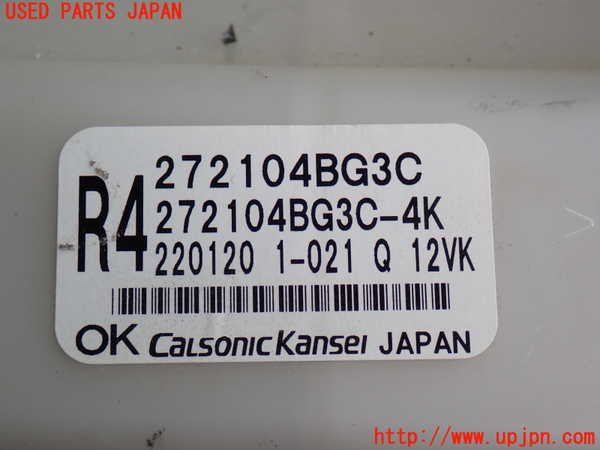 USED PARTS JAPAN
R4
272104BG3C
272104BG3C-4K
220120 1-021 Q 12VK
OK CalsonicKansei JAPAN
http://www.upjpn.com/